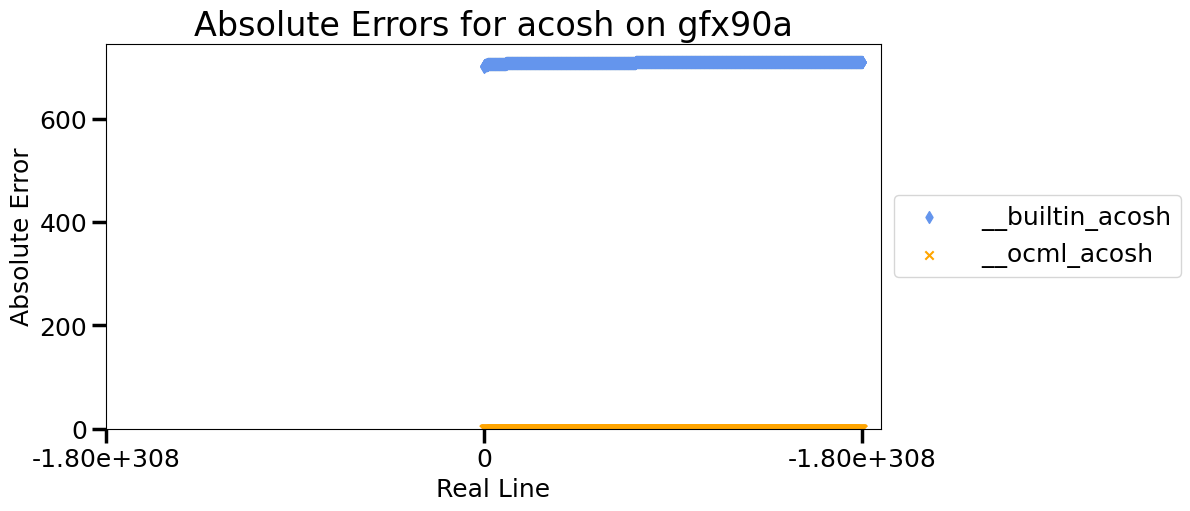 Absolute Errors for acosh on gfx90a
Absolute Error
600
400
200
0
-1.80e+308
0
-1.80e+308
Real Line
__builtin_acosh
__ocml_acosh